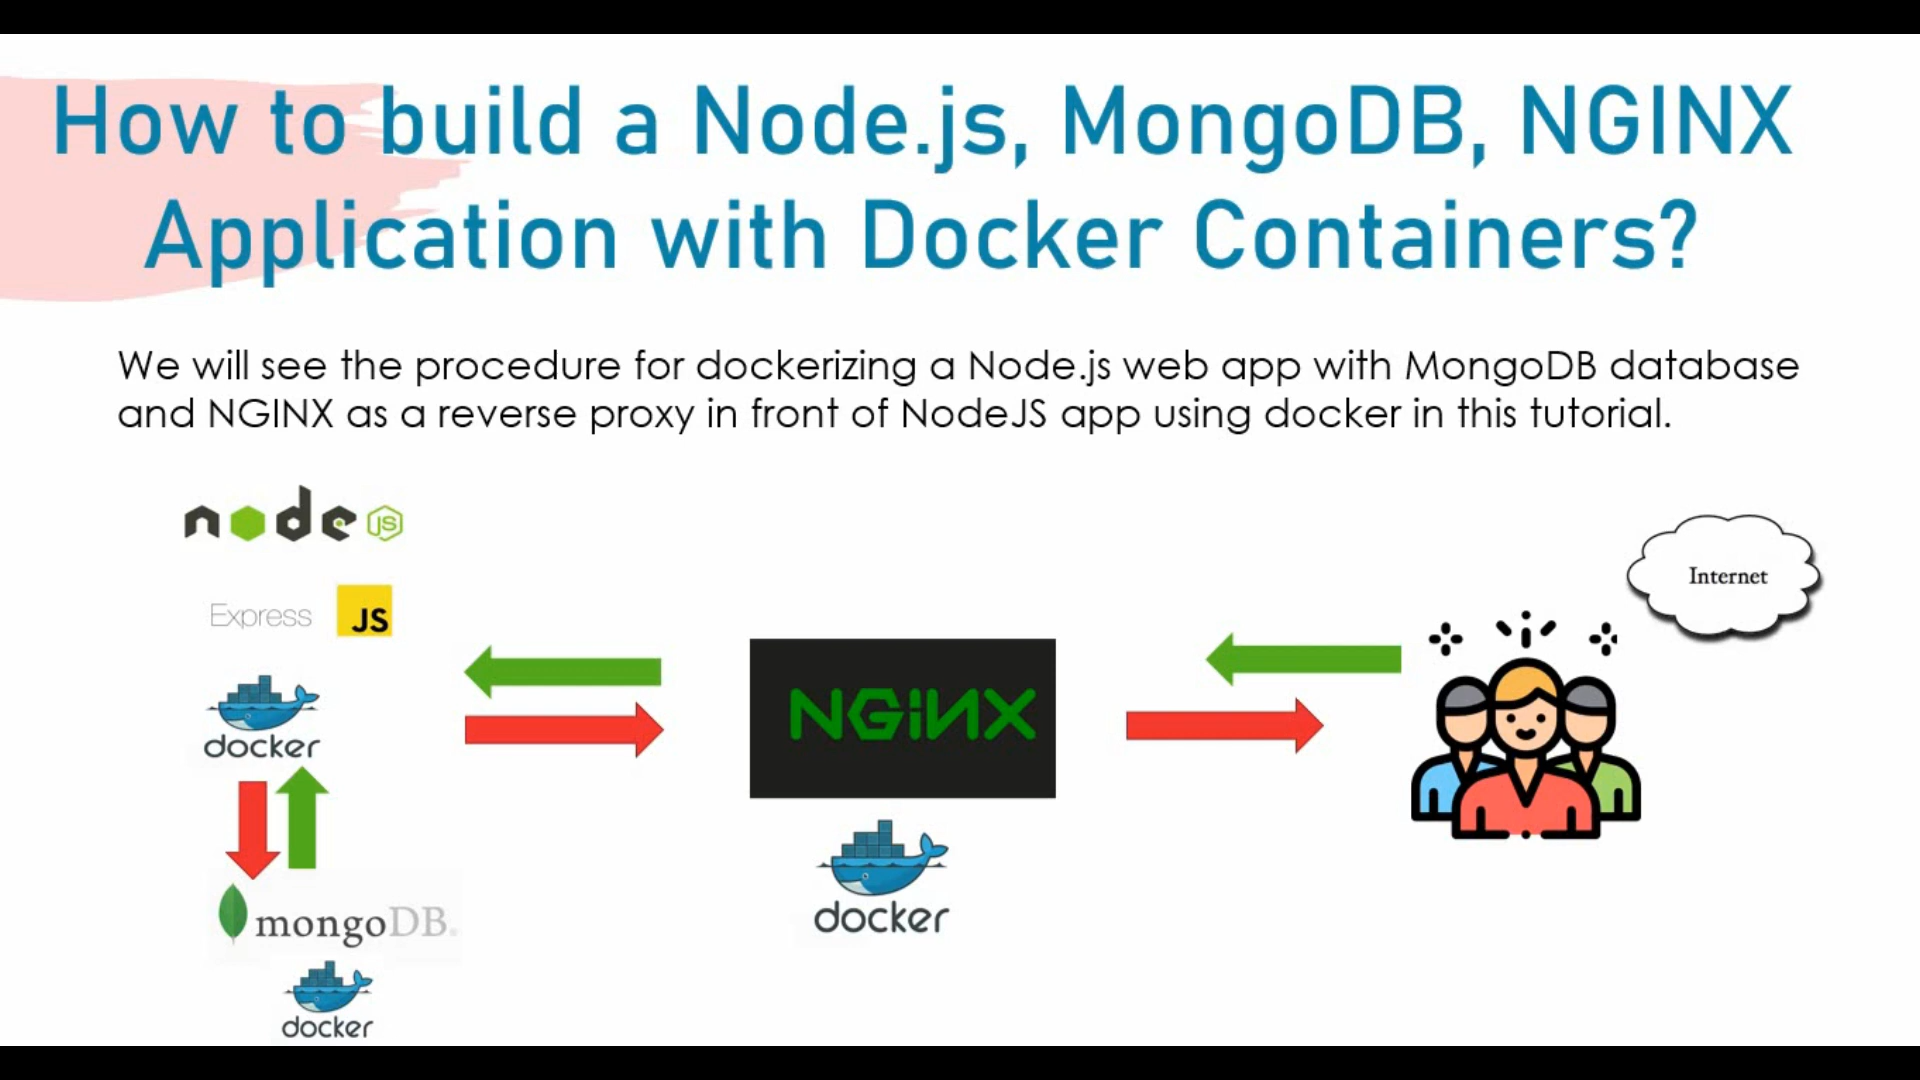 How to build a Node.js, MongoDB, NGINX
Application with Docker Containers?
We will see the procedure for dockerizing a Node.js web app with MongoDB database
and NGINX as a reverse proxy in front of NodeJS app using docker in this tutorial.
node JS
Express JS
docker
mongoDB.
docker
NGiNX
docker
Internet